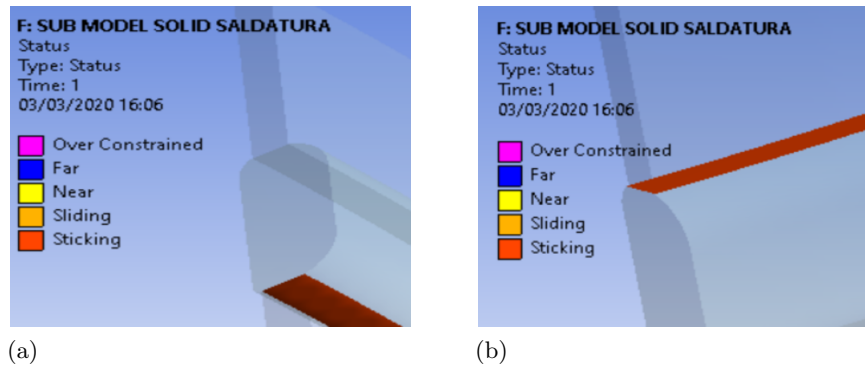 F: SUB MODEL SOLID SALDATURA
Status
Type: Status
Time: 1
03/03/2020 16:06
Over Constrained
Far
Near
Sliding
Sticking
(a)
F: SUB MODEL SOLID SALDATURA
Status
Type: Status
Time: 1
03/03/2020 16:06
Over Constrained
Far
Near
Sliding
Sticking
(b)